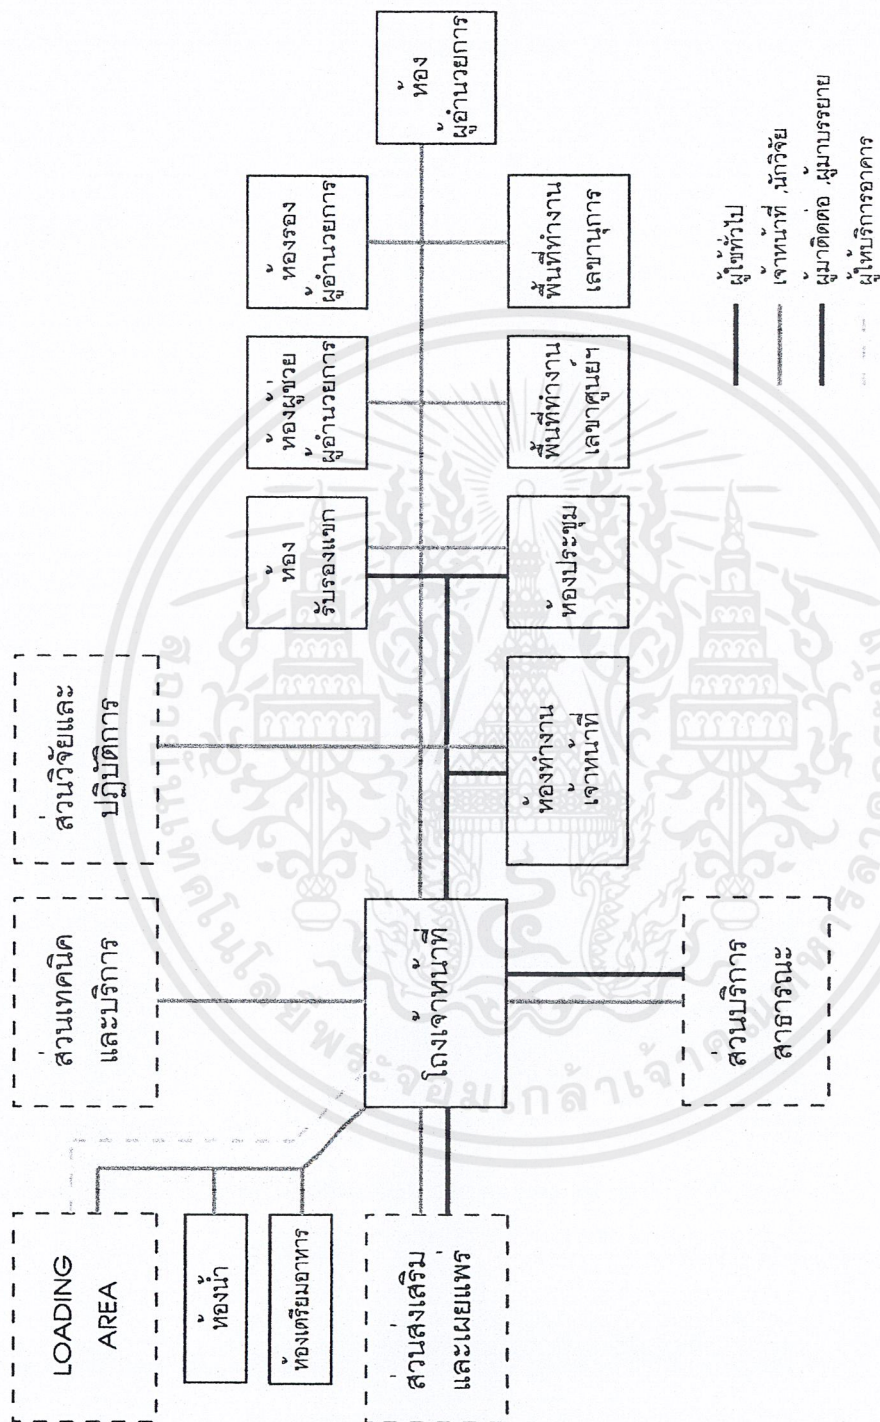 LOADING
AREA
ห้องน้ำ
ห้องเตรียมอาหาร
ส่วนส่งเสริม
และเผยแพร่
ส่วนเทคนิค
และบริการ
โถงเจ้าหน้าที่
ส่วนบริการ
สาธารณะ
ส่วนวิจัยและ
ปฏิบัติการ
ห้องทำงาน
เจ้าหน้าที่
ห้อง
รับรองแขก
ห้องประชุม
ห้องผู้ช่วย
ผู้อำนวยการ
พื้นที่ทำงาน
เลขาศูนย์ฯ
ห้องรอง
ผู้อำนวยการ
พื้นที่ทำงาน
เลขานุการ
ห้อง
ผู้อำนวยการ
ผู้ใช้ทั่วไป
เจ้าหน้าที่ ,นักวิจัย
ผู้มาติดต่อ ,ผู้มาบรรยาย
ผู้ให้บริการอาคาร